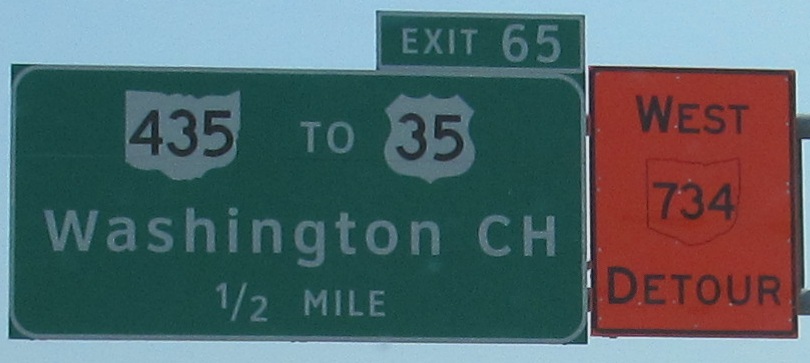 EXIT 65
435 TO 35
Washington CH
1/2 MILE
WEST
734
DETOUR